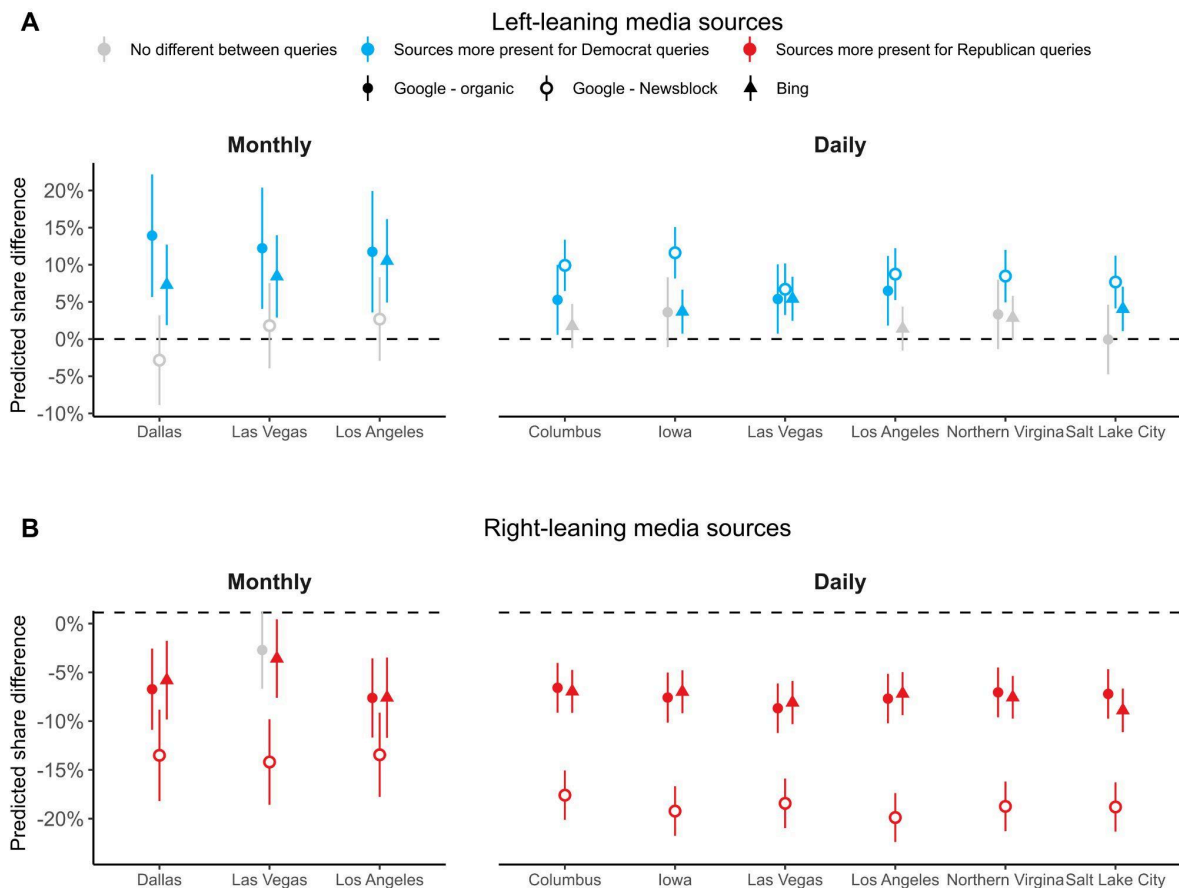 A Left-leaning media sources
No different between queries Sources more present for Democrat queries Sources more present for Republican queries
Google - organic Google - Newsblock Bing
Monthly Daily
Predicted share difference
20%
15%
10%
5%
0%
-5%
-10%
Dallas Las Vegas Los Angeles Columbus Iowa Las Vegas Los Angeles Northern Virgina Salt Lake City
B Right-leaning media sources
Monthly Daily
Predicted share difference
0%
-5%
-10%
-15%
-20%
Dallas Las Vegas Los Angeles Columbus Iowa Las Vegas Los Angeles Northern Virgina Salt Lake City